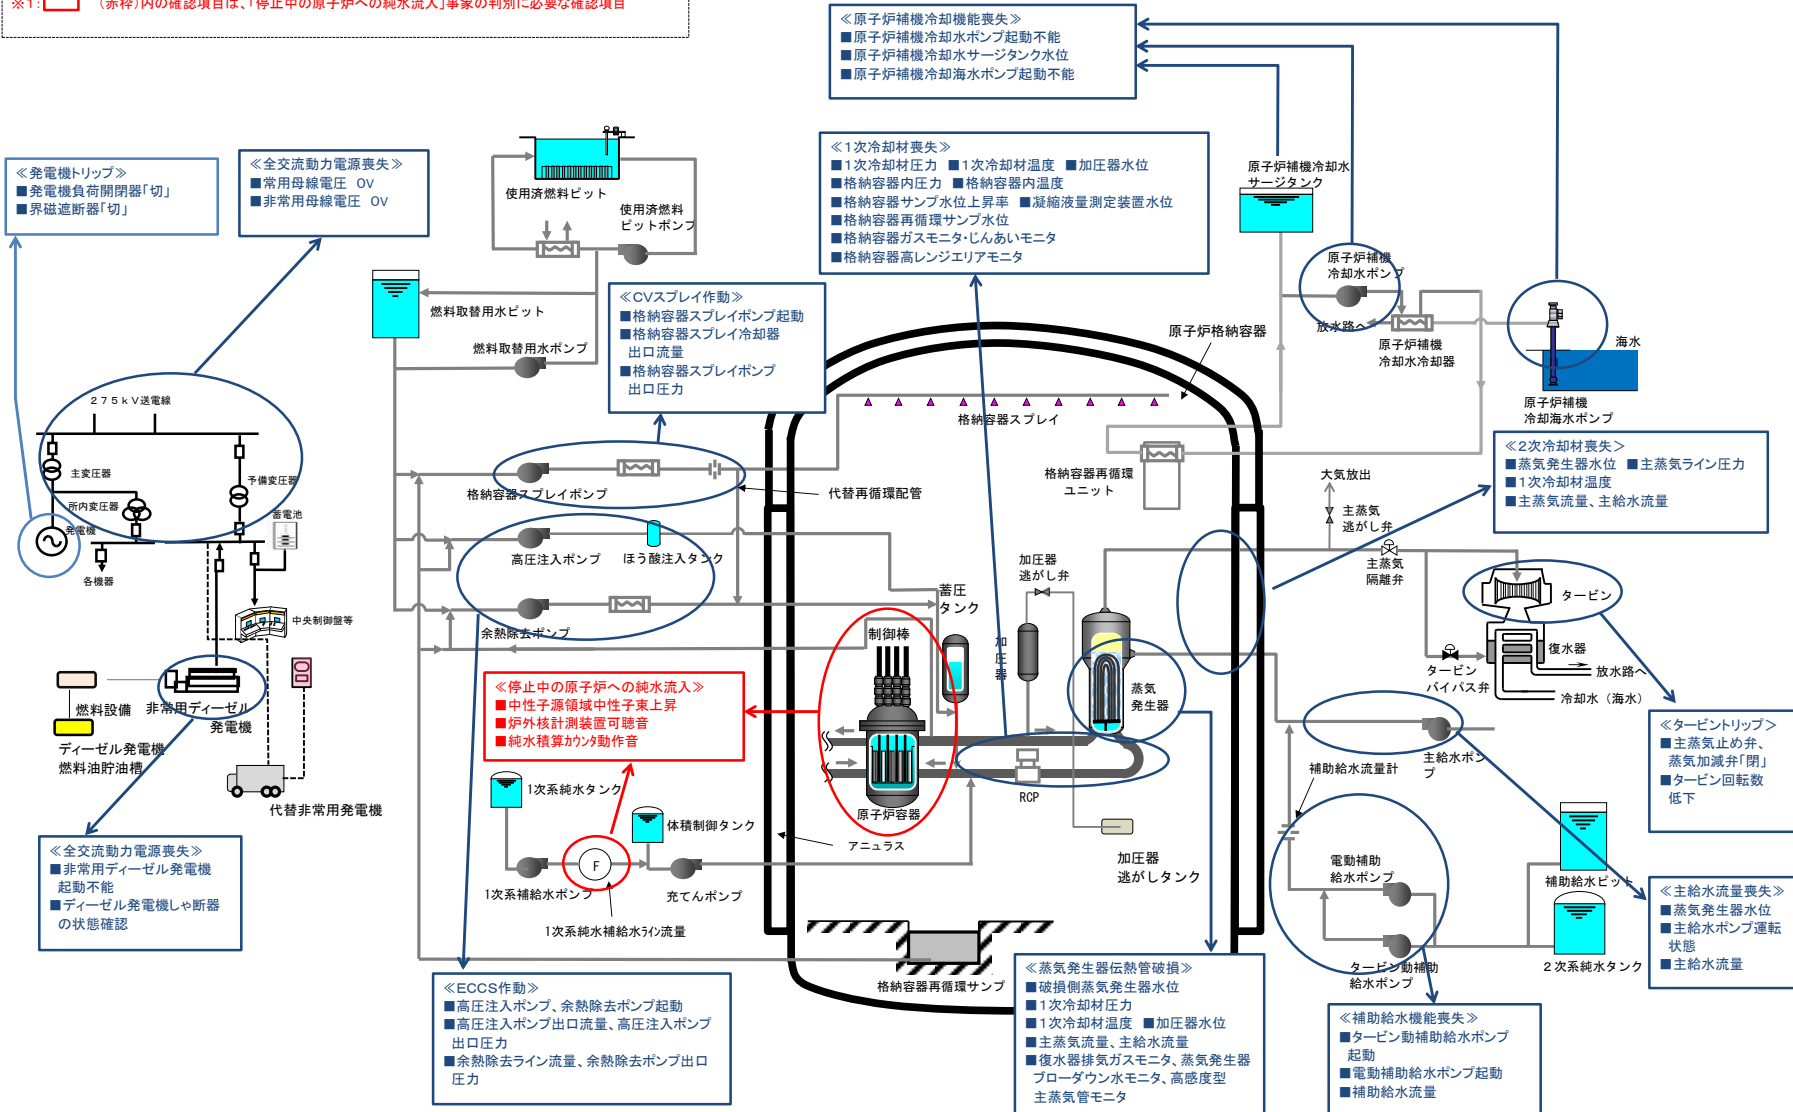 ※1: （赤枠）内の確認項目は、「停止中の原子炉への純水流入」事象の判別に必要な確認項目
≪原子炉補機冷却機能喪失≫
■原子炉補機冷却水ポンプ起動不能
■原子炉補機冷却水サージタンク水位
■原子炉補機冷却海水ポンプ起動不能
≪発電機トリップ≫
■発電機負荷開閉器「切」
■界磁遮断器「切」
≪全交流動力電源喪失≫
■常用母線電圧 0V
■非常用母線電圧 0V
使用済燃料ピット
使用済燃料
ピットポンプ
≪1次冷却材喪失≫
■1次冷却材圧力 ■1次冷却材温度 ■加圧器水位
■格納容器内圧力 ■格納容器内温度
■格納容器サンプ水位上昇率 ■凝縮液量測定装置水位
■格納容器再循環サンプ水位
■格納容器ガスモニタ・じんあいモニタ
■格納容器高レンジエリアモニタ
原子炉補機冷却水
サージタンク
原子炉補機
冷却水ポンプ
放水路へ
原子炉補機
冷却水冷却器
海水
原子炉補機
冷却海水ポンプ
燃料取替用水ピット
燃料取替用水ポンプ
≪CVスプレイ作動≫
■格納容器スプレイポンプ起動
■格納容器スプレイ冷却器
出口流量
■格納容器スプレイポンプ
出口圧力
原子炉格納容器
格納容器スプレイ
275kV送電線
主変圧器
予備変圧器
所内変圧器
発電機
蓄電池
各機器
中央制御盤等
格納容器スプレイポンプ
代替再循環配管
格納容器再循環
ユニット
≪2次冷却材喪失＞
■蒸気発生器水位 ■主蒸気ライン圧力
■1次冷却材温度
■主蒸気流量、主給水流量
大気放出
主蒸気
逃がし弁
主蒸気
隔離弁
高圧注入ポンプ
ほう酸注入タンク
余熱除去ポンプ
蓄圧
タンク
加圧器
逃がし弁
加圧器
制御棒
蒸気
発生器
タービン
復水器
放水路へ
冷却水（海水）
タービン
バイパス弁
燃料設備
非常用ディーゼル
発電機
ディーゼル発電機
燃料油貯油槽
代替非常用発電機
≪停止中の原子炉への純水流入≫
■中性子源領域中性子束上昇
■炉外核計測装置可聴音
■純水積算カウンタ動作音
1次系純水タンク
体積制御タンク
F
1次系補給水ポンプ
充てんポンプ
1次系純水補給水ライン流量
原子炉容器
アニュラス
RCP
加圧器
逃がしタンク
主給水ポン
プ
補助給水流量計
電動補助
給水ポンプ
タービン動補助
給水ポンプ
補助給水ピット
2次系純水タンク
≪タービントリップ＞
■主蒸気止め弁、
蒸気加減弁「閉」
■タービン回転数
低下
≪主給水流量喪失＞
■蒸気発生器水位
■主給水ポンプ運転
状態
■主給水流量
≪全交流動力電源喪失≫
■非常用ディーゼル発電機
起動不能
■ディーゼル発電機しゃ断器
の状態確認
≪ECCS作動≫
■高圧注入ポンプ、余熱除去ポンプ起動
■高圧注入ポンプ出口流量、高圧注入ポンプ
出口圧力
■余熱除去ライン流量、余熱除去ポンプ出口
圧力
格納容器再循環サンプ
≪蒸気発生器伝熱管破損≫
■破損側蒸気発生器水位
■1次冷却材圧力
■1次冷却材温度 ■加圧器水位
■主蒸気流量、主給水流量
■復水器排気ガスモニタ、蒸気発生器
ブローダウン水モニタ、高感度型
主蒸気管モニタ
≪補助給水機能喪失＞
■タービン動補助給水ポンプ
起動
■電動補助給水ポンプ起動
■補助給水流量